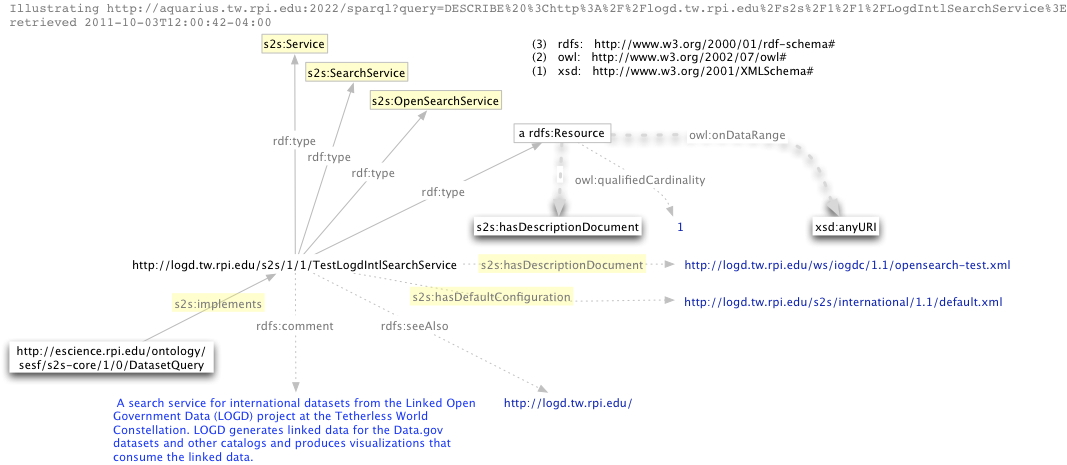 Illustrating http://aquarius.tw.rpi.edu:2022/sparql?query=DESCRIBE%20%3Chttp%3A%2F%2Flogd.tw.rpi.edu%2Fs2s%2F1%2F1%2FLogdIntlSearchService%3E
retrieved 2011-10-03T12:00:42-04:00
s2s:Service
(3) rdfs: http://www.w3.org/2000/01/rdf-schema#
(2) owl: http://www.w3.org/2002/07/owl#
(1) xsd: http://www.w3.org/2001/XMLSchema#
s2s:SearchService
s2s:OpenSearchService
a rdfs:Resource
owl:onDataRange
rdf:type
rdf:type
rdf:type
rdf:type
owl:qualifiedCardinality
s2s:hasDescriptionDocument
1
xsd:anyURI
http://logd.tw.rpi.edu/s2s/1/1/TestLogdIntlSearchService
s2s:hasDescriptionDocument
http://logd.tw.rpi.edu/ws/iogdc/1.1/opensearch-test.xml
s2s:hasDefaultConfiguration
http://logd.tw.rpi.edu/s2s/international/1.1/default.xml
s2s:implements
rdfs:comment
rdfs:seeAlso
http://escience.rpi.edu/ontology/
sesf/s2s-core/1/0/DatasetQuery
A search service for international datasets from the Linked Open
Government Data (LOGD) project at the Tetherless World
Constellation. LOGD generates linked data for the Data.gov
datasets and other catalogs and produces visualizations that
consume the linked data.
http://logd.tw.rpi.edu/